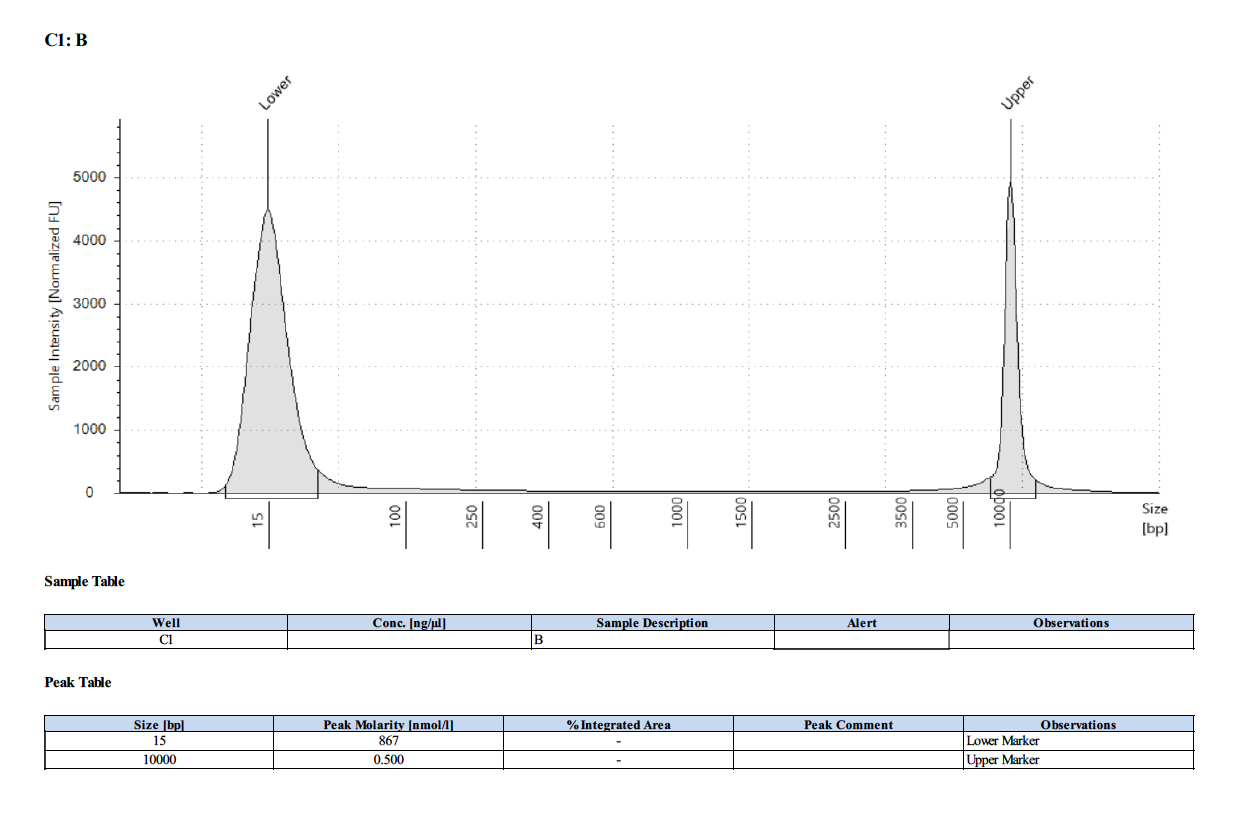 C1: B
Lower
Upper
Sample Intensity [Normalized FU]
5000
4000
3000
2000
1000
0
15
100
250
400
600
1000
1500
2500
3500
5000
10000
Size
[bp]
Sample Table
Well Conc. [ng/µl] Sample Description Alert Observations
C1 B
Peak Table
Size [bp] Peak Molarity [nmol/l] % Integrated Area Peak Comment Observations
15 867 - Lower Marker
10000 0.500 - Upper Marker